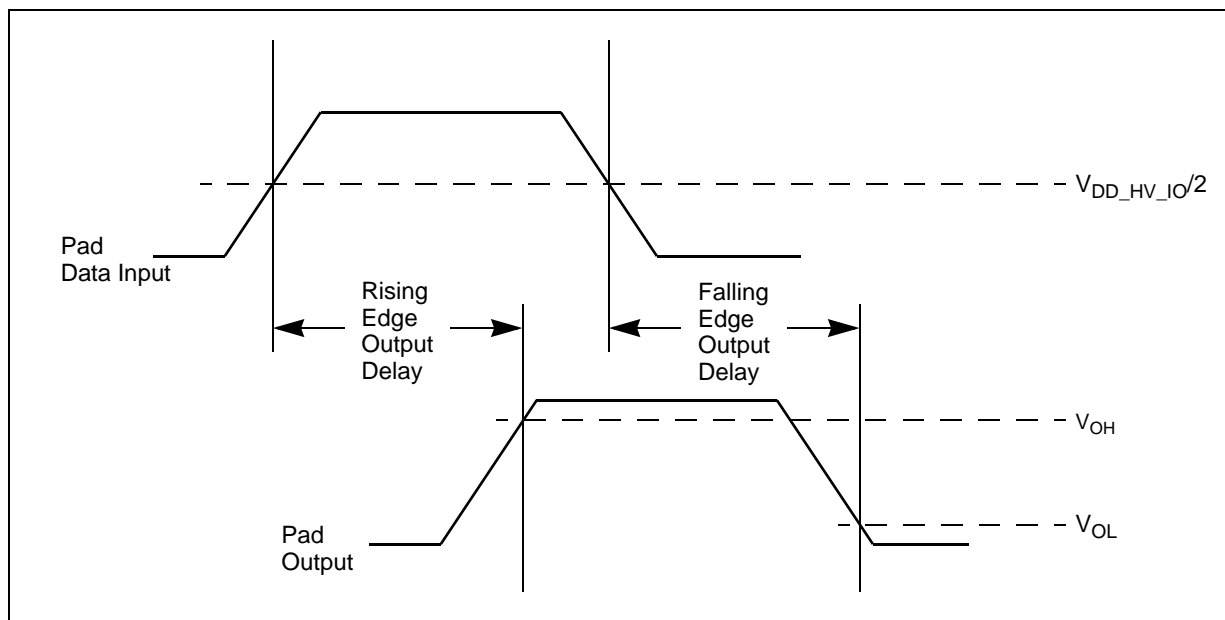 V_DD_HV_IO/2
Pad
Data Input
Rising
Edge
Output
Delay
Falling
Edge
Output
Delay
V_OH
V_OL
Pad
Output